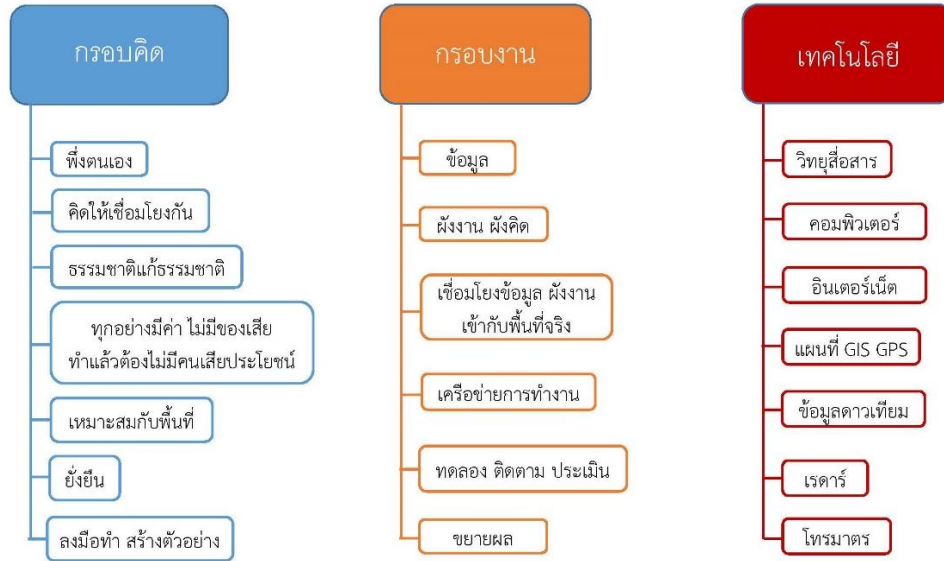 กรอบคิด
พึ่งตนเอง
คิดให้เชื่อมโยงกัน
ธรรมชาติแก้ธรรมชาติ
ทุกอย่างมีค่า ไม่มีของเสีย
ทำแล้วต้องไม่มีคนเสียประโยชน์
เหมาะสมกับพื้นที่
ยั่งยืน
ลงมือทำ สร้างตัวอย่าง
กรอบงาน
ข้อมูล
ผังงาน ผังคิด
เชื่อมโยงข้อมูล ผังงาน
เข้ากับพื้นที่จริง
เครือข่ายการทำงาน
ทดลอง ติดตาม ประเมิน
ขยายผล
เทคโนโลยี
วิทยุสื่อสาร
คอมพิวเตอร์
อินเตอร์เน็ต
แผนที่ GIS GPS
ข้อมูลดาวเทียม
เรดาร์
โทรมาตร